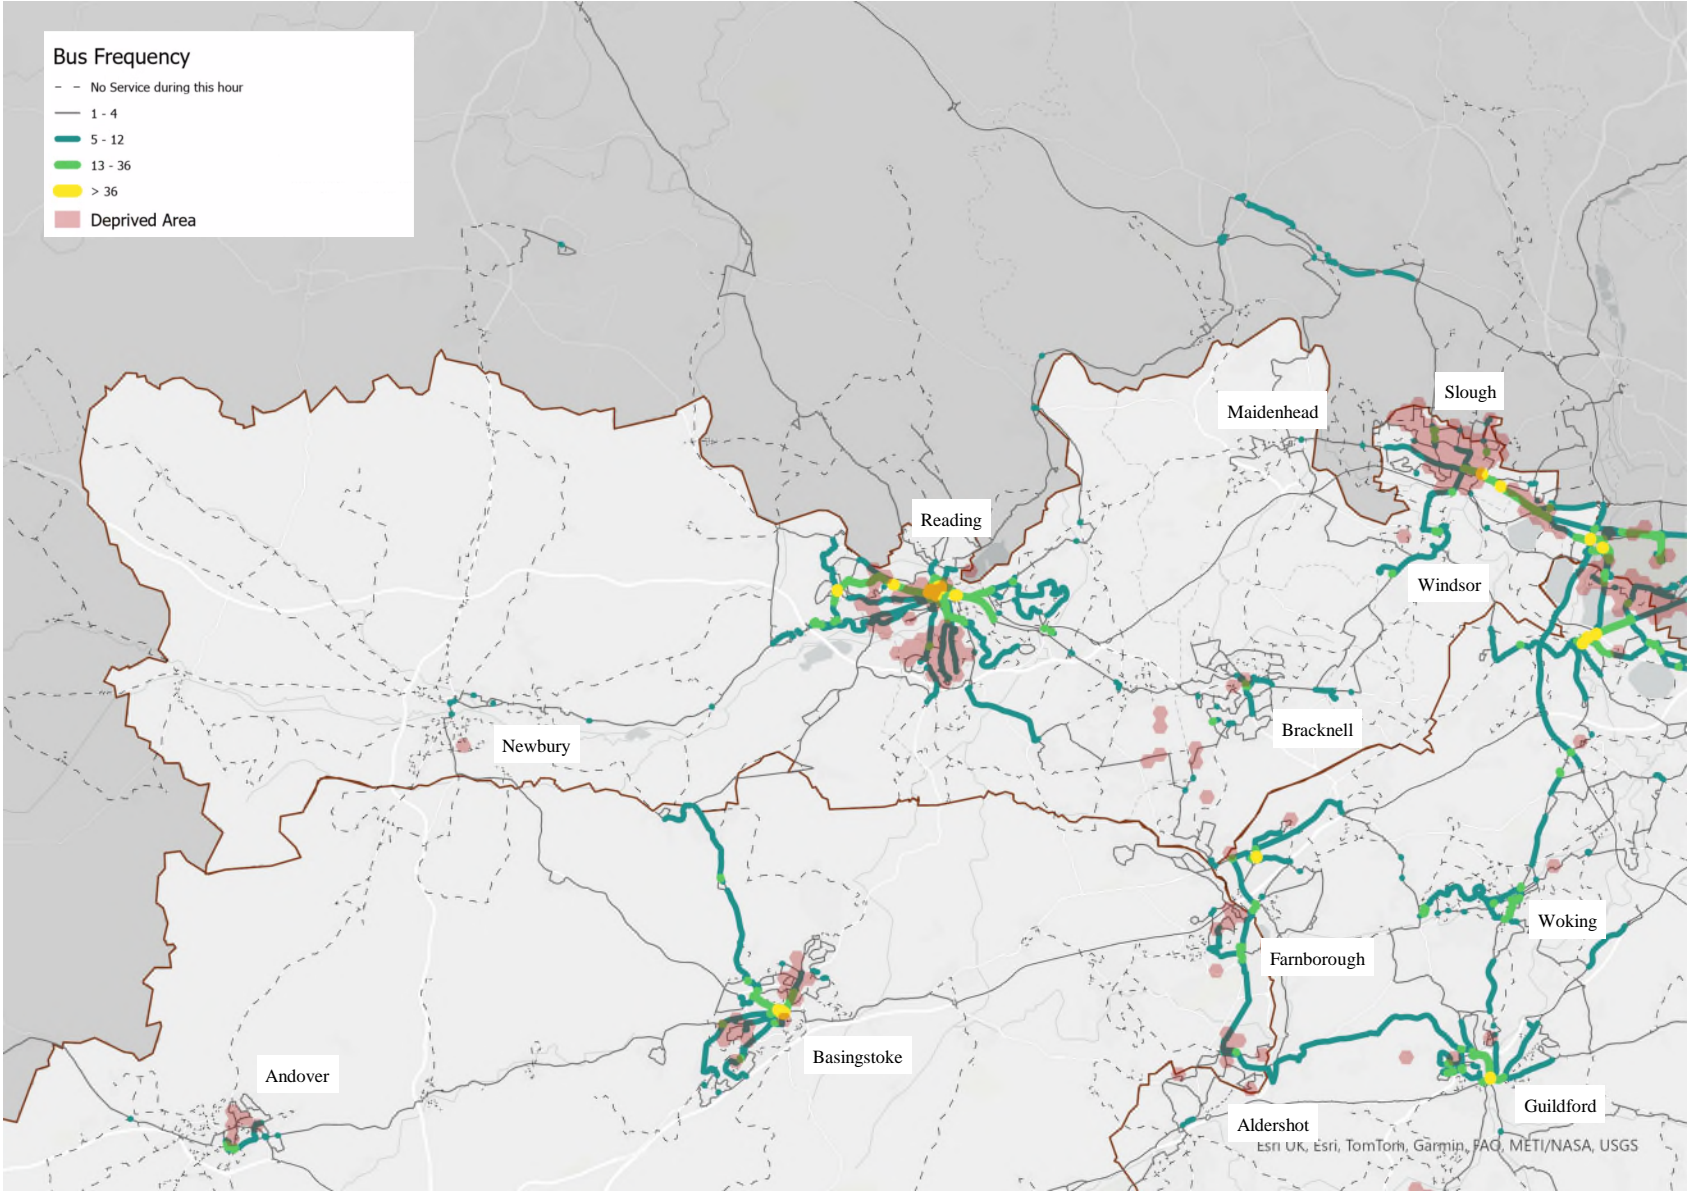 Bus Frequency
No Service during this hour
1 - 4
5 - 12
13 - 36
> 36
Deprived Area
Slough
Maidenhead
Reading
Windsor
Newbury
Bracknell
Woking
Farnborough
Basingstoke
Andover
Guildford
Aldershot
Esri UK, Esri, TomTom, Garmin, FAO, METI/NASA, USGS